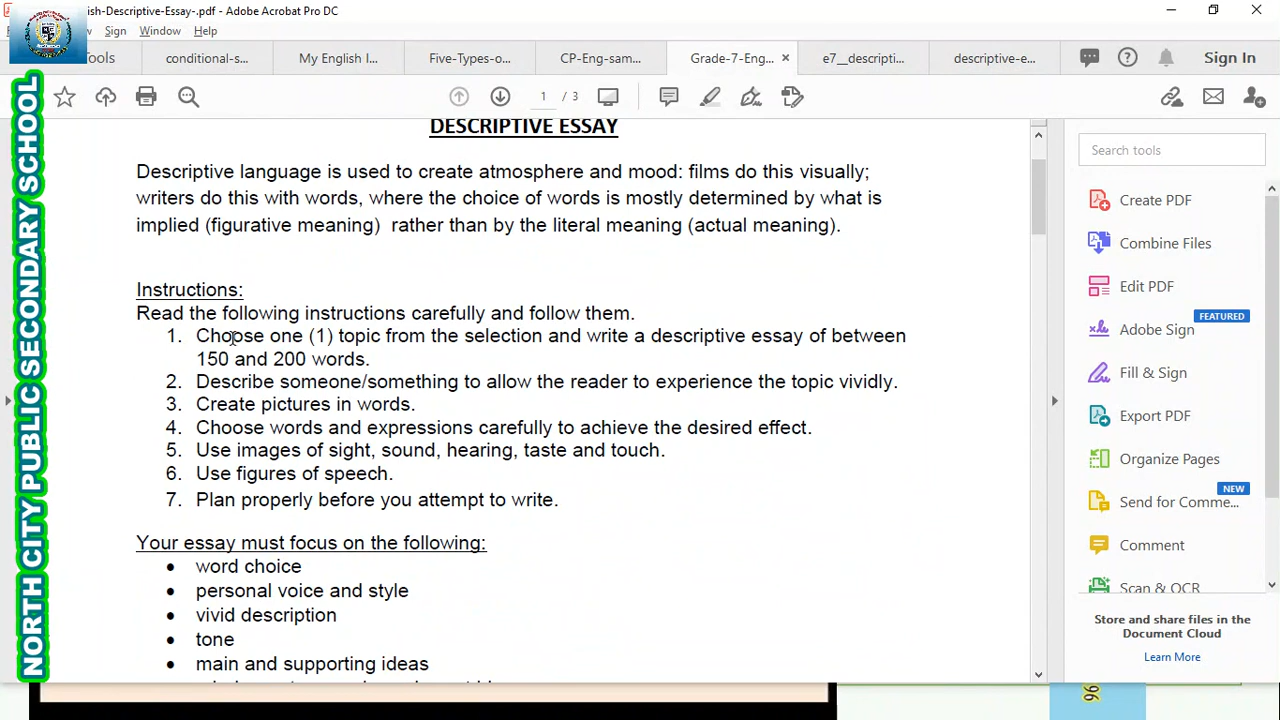 ish-Descriptive-Essay-.pdf - Adobe Acrobat Pro DC
Sign Window Help
Tools conditional-s... My English l... Five-Types-o... CP-Eng-sam... Grade-7-Eng... e7__descripti... descriptive-e... Sign In
1 / 3
DESCRIPTIVE ESSAY
Descriptive language is used to create atmosphere and mood: films do this visually;
writers do this with words, where the choice of words is mostly determined by what is
implied (figurative meaning) rather than by the literal meaning (actual meaning).
Instructions:
Read the following instructions carefully and follow them.
1. Choose one (1) topic from the selection and write a descriptive essay of between
150 and 200 words.
2. Describe someone/something to allow the reader to experience the topic vividly.
3. Create pictures in words.
4. Choose words and expressions carefully to achieve the desired effect.
5. Use images of sight, sound, hearing, taste and touch.
6. Use figures of speech.
7. Plan properly before you attempt to write.
Your essay must focus on the following:
• word choice
• personal voice and style
• vivid description
• tone
• main and supporting ideas
Search tools
Create PDF
Combine Files
Edit PDF
FEATURED
Adobe Sign
Fill & Sign
Export PDF
Organize Pages
NEW
Send for Comme...
Comment
Scan & OCR
Store and share files in the
Document Cloud
Learn More
NORTH CITY PUBLIC SECONDARY SCHOOL
96